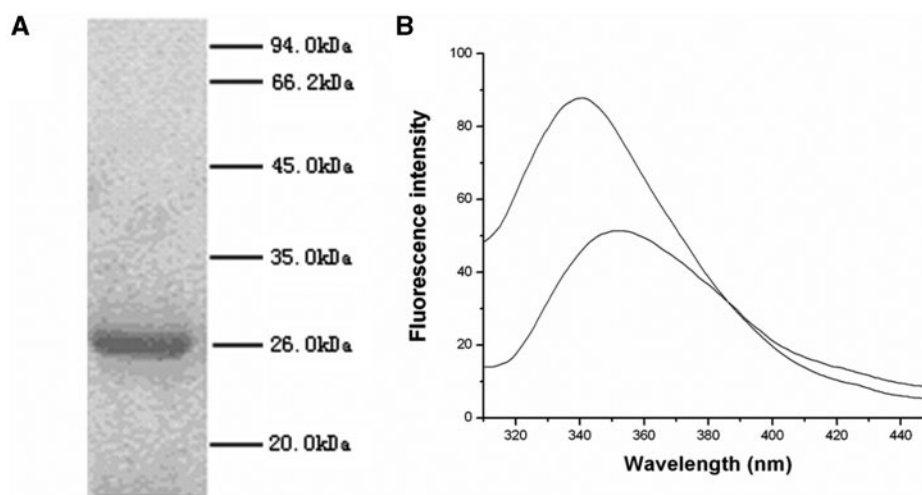 A
94.0kDa
66.2kDa
45.0kDa
35.0kDa
26.0kDa
20.0kDa
B
Fluorescence intensity
100
80
60
40
20
0
320 340 360 380 400 420 440
Wavelength (nm)